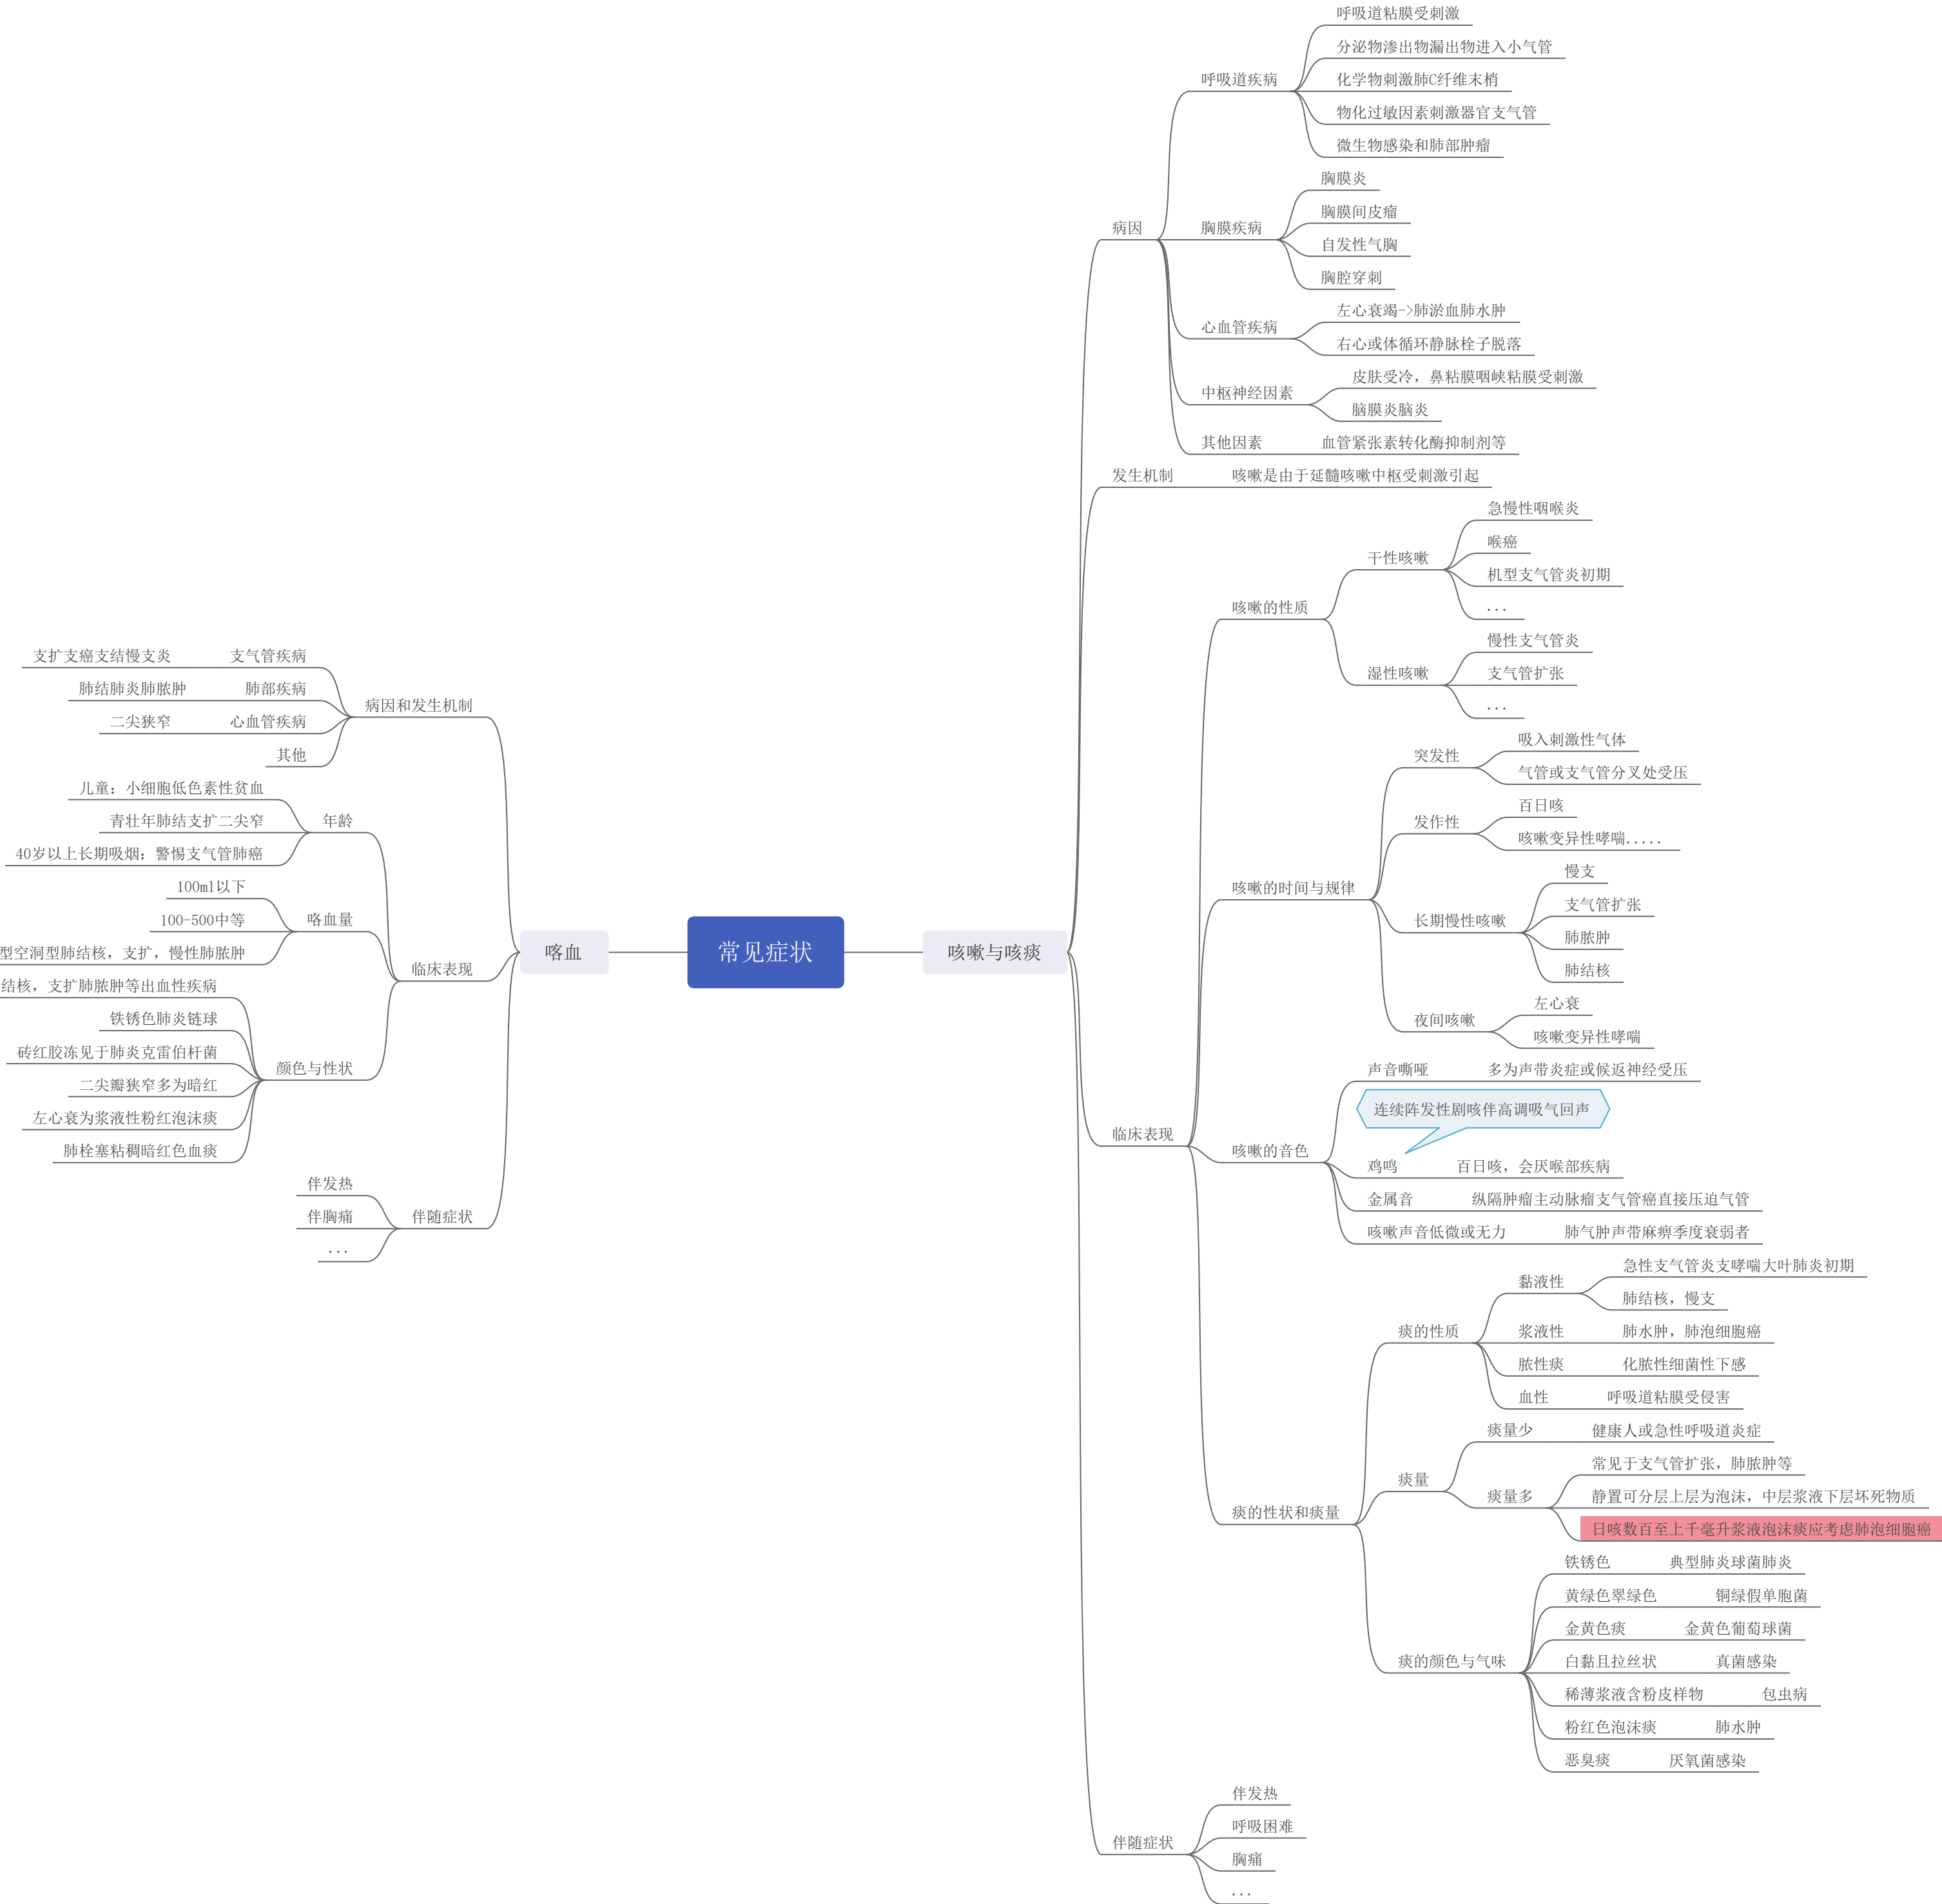 常见症状
咳嗽与咳痰
病因
呼吸道疾病
呼吸道粘膜受刺激
分泌物渗出物漏出物进入小气管
化学物刺激肺C纤维末梢
物化过敏因素刺激器官支气管
微生物感染和肺部肿瘤
胸膜疾病
胸膜炎
胸膜间皮瘤
自发性气胸
胸腔穿刺
心血管疾病
左心衰竭->肺淤血肺水肿
右心或体循环静脉栓子脱落
中枢神经因素
皮肤受冷，鼻粘膜咽峡粘膜受刺激
脑膜炎脑炎
其他因素
血管紧张素转化酶抑制剂等
发生机制
咳嗽是由于延髓咳嗽中枢受刺激引起
临床表现
咳嗽的性质
干性咳嗽
急慢性咽喉炎
喉癌
机型支气管炎初期
...
湿性咳嗽
慢性支气管炎
支气管扩张
...
咳嗽的时间与规律
突发性
吸入刺激性气体
气管或支气管分叉处受压
发作性
百日咳
咳嗽变异性哮喘.....
长期慢性咳嗽
慢支
支气管扩张
肺脓肿
肺结核
夜间咳嗽
左心衰
咳嗽变异性哮喘
咳嗽的音色
声音嘶哑
多为声带炎症或候返神经受压
连续阵发性剧咳伴高调吸气回声
鸡鸣
百日咳，会厌喉部疾病
金属音
纵隔肿瘤主动脉瘤支气管癌直接压迫气管
咳嗽声音低微或无力
肺气肿声带麻痹季度衰弱者
痰的性状和痰量
痰的性质
黏液性
急性支气管炎支哮喘大叶肺炎初期
肺结核，慢支
浆液性
肺水肿，肺泡细胞癌
脓性痰
化脓性细菌性下感
血性
呼吸道粘膜受侵害
痰量
痰量少
健康人或急性呼吸道炎症
痰量多
常见于支气管扩张，肺脓肿等
静置可分层上层为泡沫，中层浆液下层坏死物质
日咳数百至上千毫升浆液泡沫痰应考虑肺泡细胞癌
痰的颜色与气味
铁锈色
典型肺炎球菌肺炎
黄绿色翠绿色
铜绿假单胞菌
金黄色痰
金黄色葡萄球菌
白黏且拉丝状
真菌感染
稀薄浆液含粉皮样物
包虫病
粉红色泡沫痰
肺水肿
恶臭痰
厌氧菌感染
伴随症状
伴发热
呼吸困难
胸痛
...
喀血
病因和发生机制
支气管疾病
支扩支癌支结慢支炎
肺部疾病
肺结肺炎肺脓肿
心血管疾病
二尖狭窄
其他
临床表现
年龄
儿童：小细胞低色素性贫血
青壮年肺结支扩二尖窄
40岁以上长期吸烟：警惕支气管肺癌
咯血量
100ml以下
100-500中等
型空洞型肺结核，支扩，慢性肺脓肿
颜色与性状
结核，支扩肺脓肿等出血性疾病
铁锈色肺炎链球
砖红胶冻见于肺炎克雷伯杆菌
二尖瓣狭窄多为暗红
左心衰为浆液性粉红泡沫痰
肺栓塞粘稠暗红色血痰
伴随症状
伴发热
伴胸痛
...